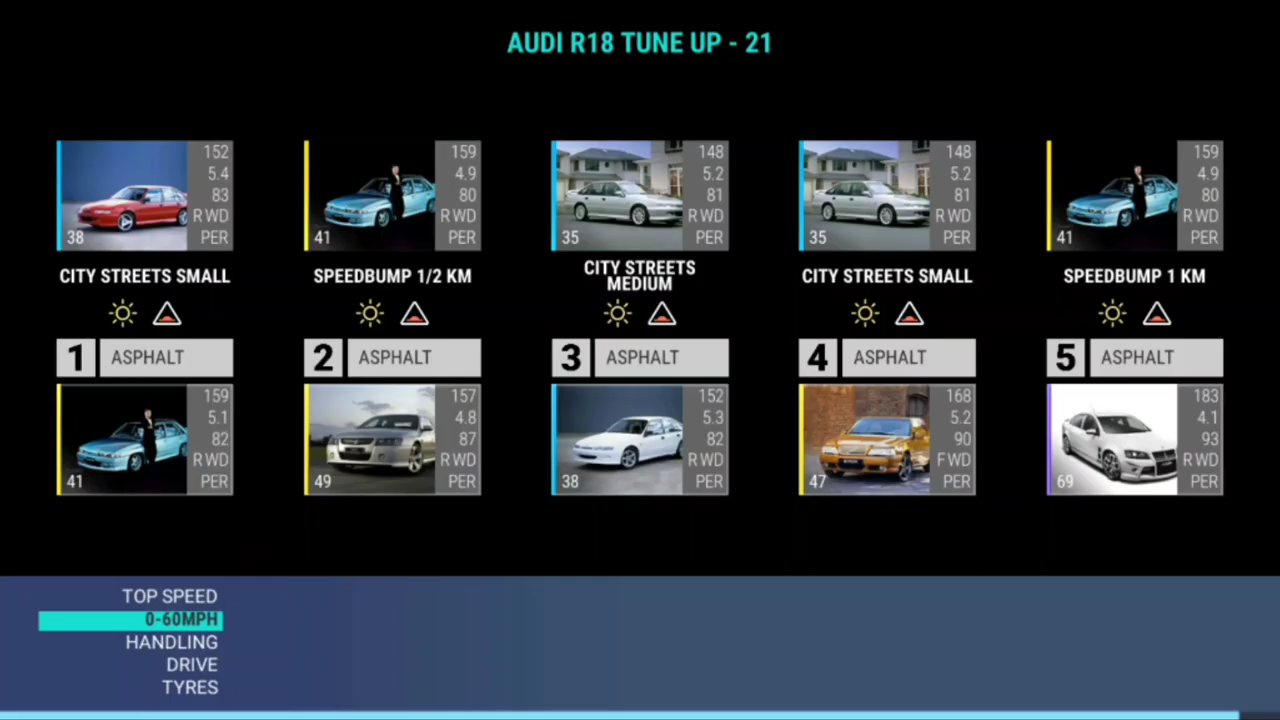 AUDI R18 TUNE UP - 21
152
5.4
83
RWD
38
PER
159
4.9
80
RWD
41
PER
148
5.2
81
RWD
35
PER
148
5.2
81
RWD
35
PER
159
4.9
80
RWD
41
PER
CITY STREETS SMALL
SPEEDBUMP 1/2 KM
CITY STREETS
MEDIUM
CITY STREETS SMALL
SPEEDBUMP 1 KM
1 ASPHALT
2 ASPHALT
3 ASPHALT
4 ASPHALT
5 ASPHALT
159
5.1
82
RWD
41
PER
157
4.8
87
RWD
49
PER
152
5.3
82
RWD
38
PER
168
5.2
90
FWD
47
PER
183
4.1
93
RWD
69
PER
TOP SPEED
0-60MPH
HANDLING
DRIVE
TYRES